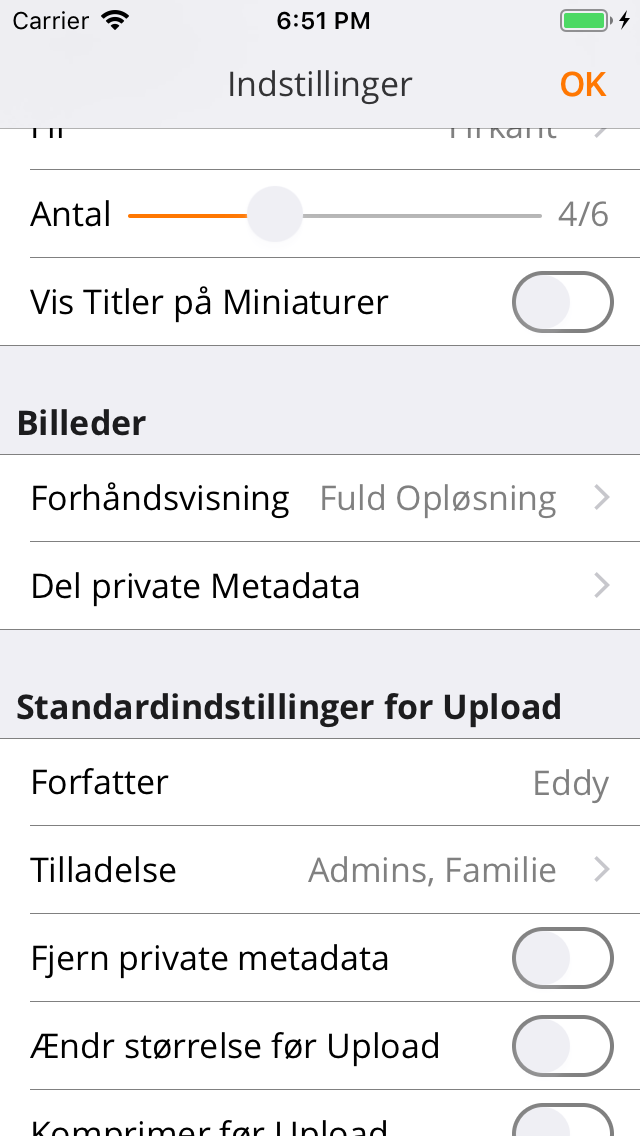 Carrier 6:51 PM
Indstillinger OK
Antal 4/6
Vis Titler på Miniaturer
Billeder
Forhåndsvisning Fuld Opløsning
Del private Metadata
Standardindstillinger for Upload
Forfatter Eddy
Tilladelse Admins, Familie
Fjern private metadata
Ændr størrelse før Upload
Komprimer før Upload